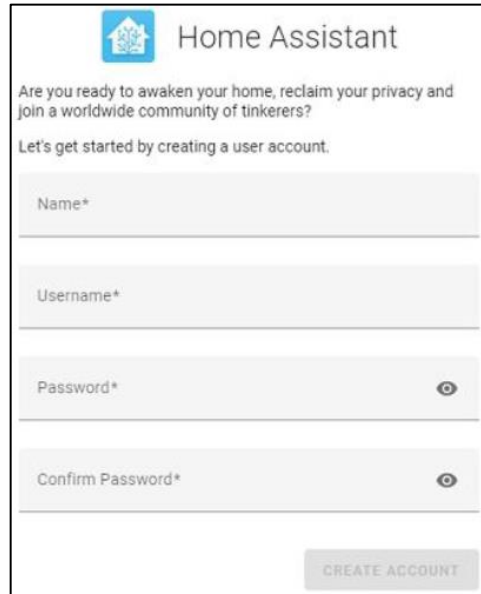 Home Assistant
Are you ready to awaken your home, reclaim your privacy and
join a worldwide community of tinkerers?
Let's get started by creating a user account.
Name*
Username*
Password*
Confirm Password*
CREATE ACCOUNT